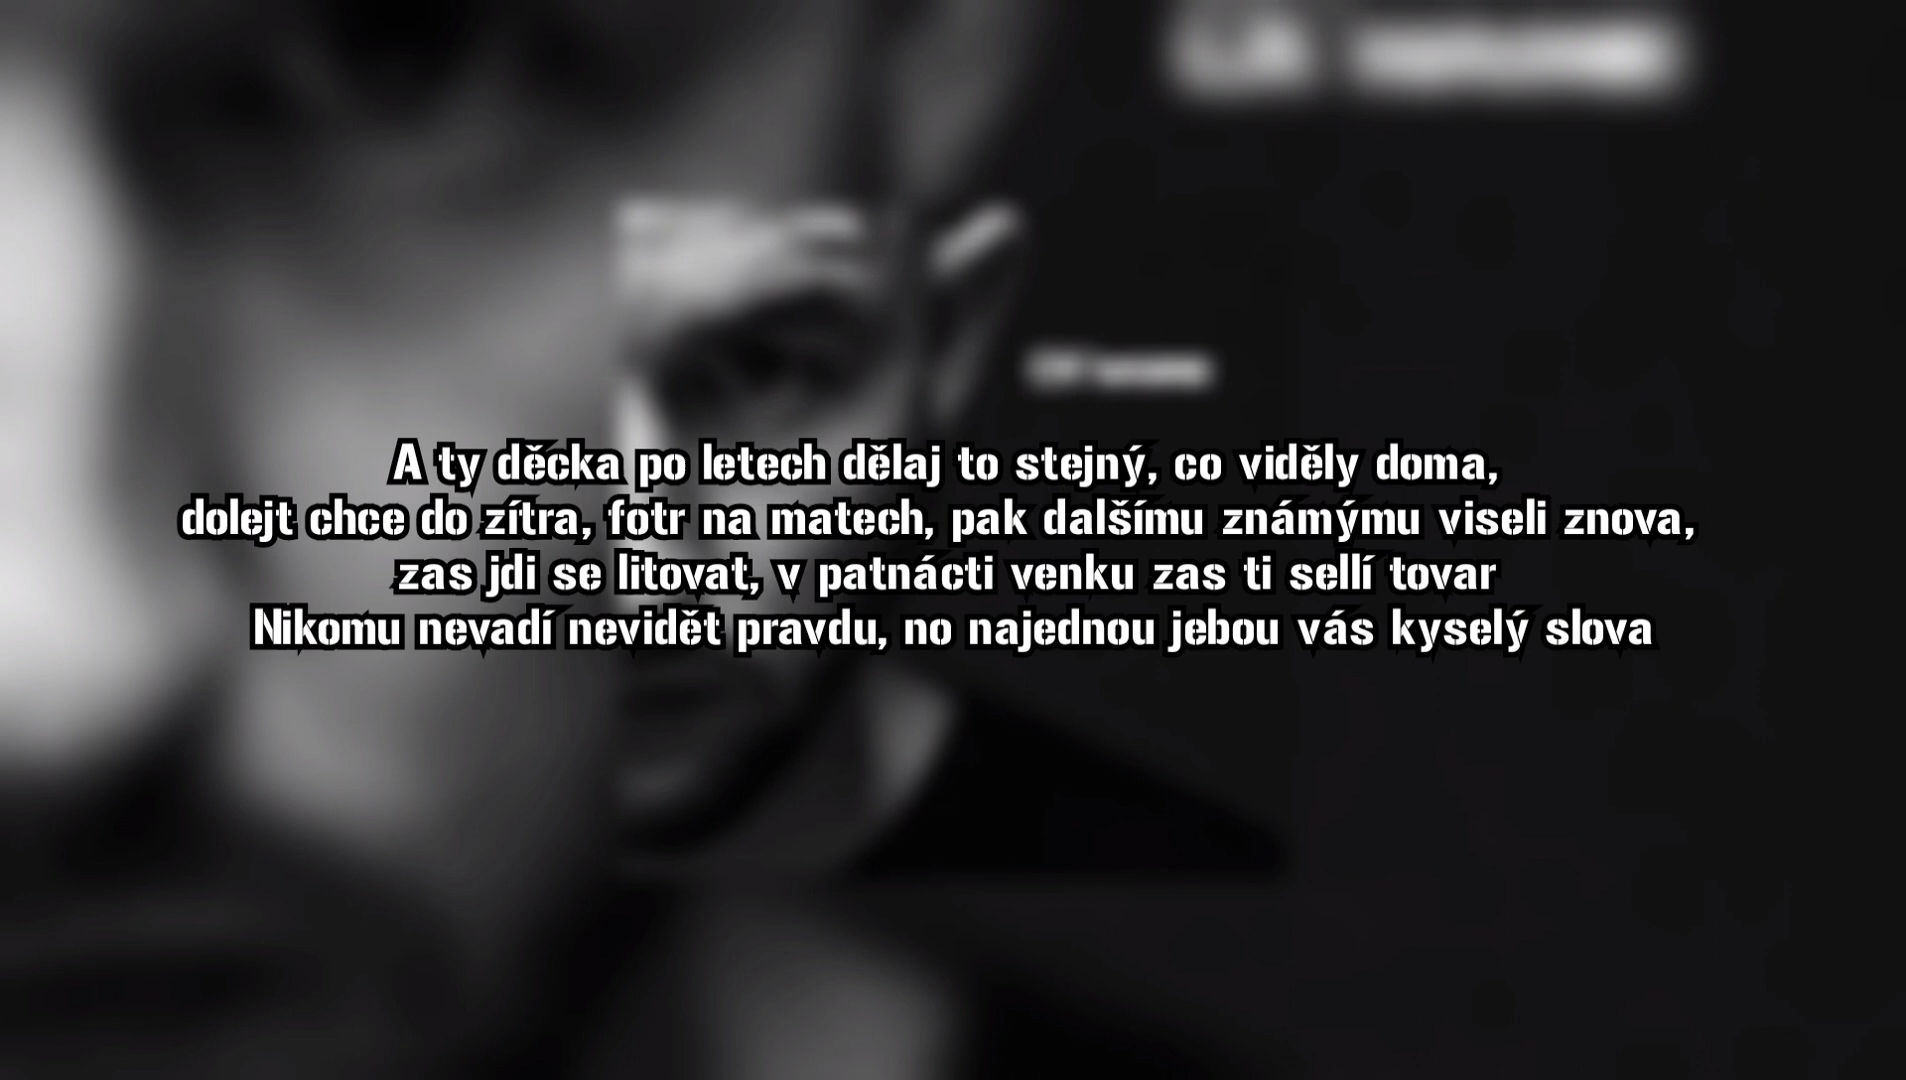 A ty děcka po letech dělaj to stejný, co viděly doma,
dolejt chce do zítra, fotr na matech, pak dalšímu známýmu viseli znova,
zas jdi se litovat, v patnácti venku zas ti sellí tovar
Nikomu nevadí nevidět pravdu, no najednou jebou vás kyselý slova